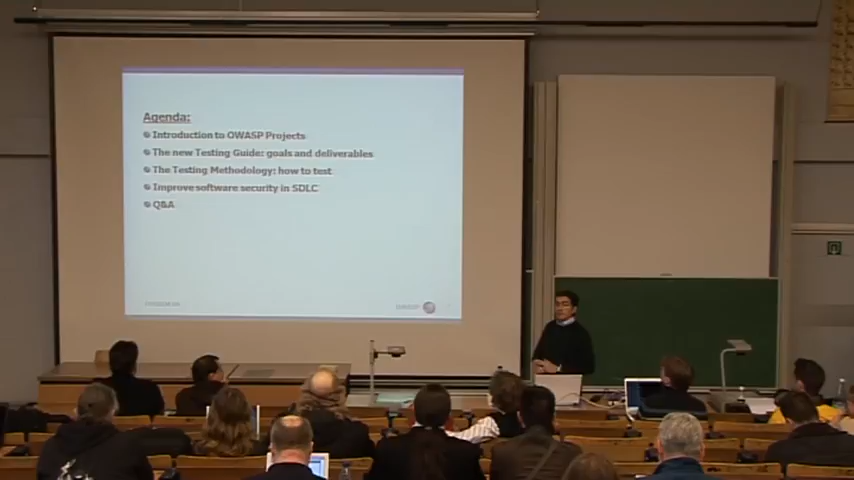 Agenda:
Introduction to OWASP Projects
The new Testing Guide: goals and deliverables
The Testing Methodology: how to test
Improve software security in SDLC
Q&A